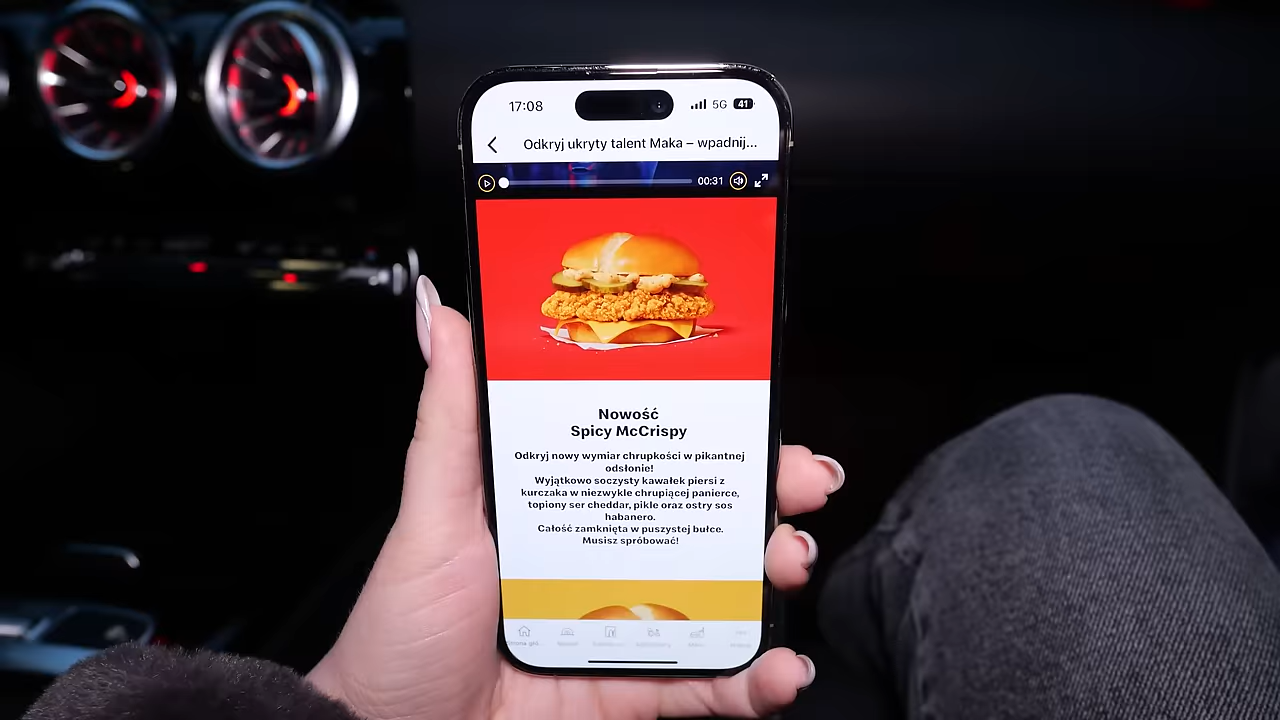 17:08
5G 41
Odkryj ukryty talent Maka – wpadnij...
00:31
Nowość
Spicy McCrispy
Odkryj nowy wymiar chrupkości w pikantnej
odsłonie!
Wyjątkowo soczysty kawałek piersi z
kurczaka w niezwykle chrupiącej panierce,
topiony ser cheddar, pikle oraz ostry sos
habanero.
Całość zamknięta w puszystej bułce.
Musisz spróbować!